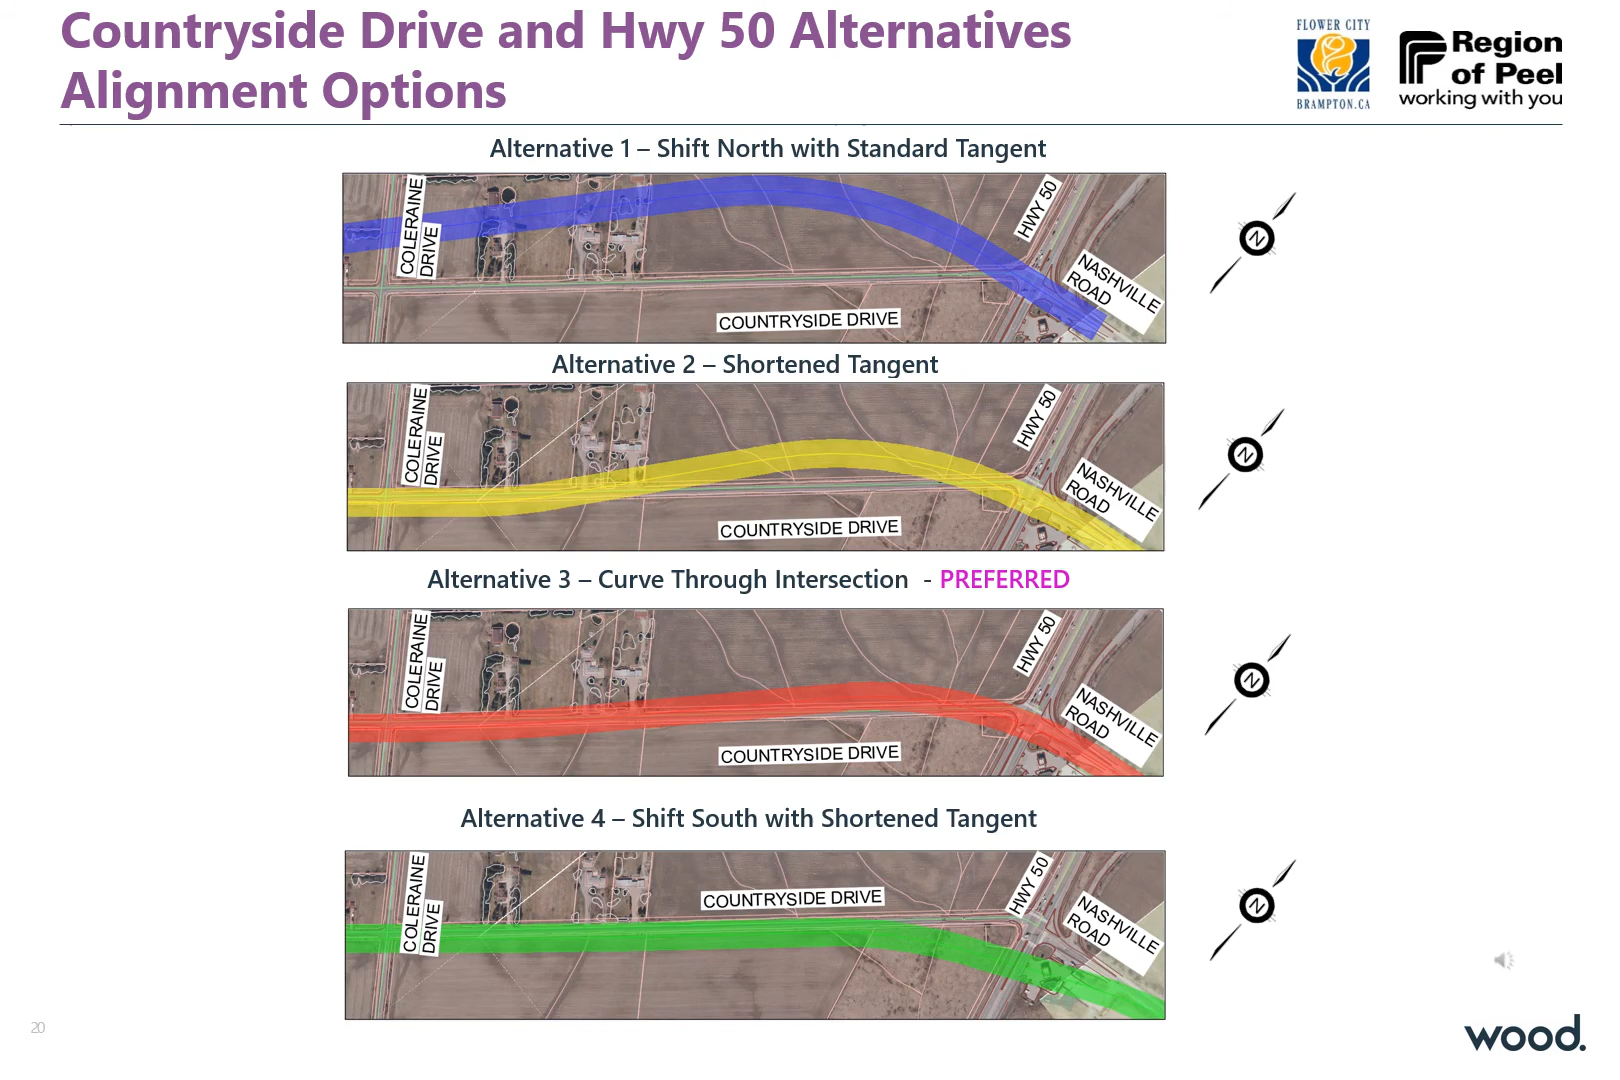 Countryside Drive and Hwy 50 Alternatives
Alignment Options
FLOWER CITY
BRAMPTON.CA
Region
of Peel
working with you
Alternative 1 – Shift North with Standard Tangent
COLERAINE
DRIVE
HWY 50
NASHVILLE
ROAD
COUNTRYSIDE DRIVE
N
Alternative 2 – Shortened Tangent
COLERAINE
DRIVE
HWY 50
NASHVILLE
ROAD
COUNTRYSIDE DRIVE
N
Alternative 3 – Curve Through Intersection - PREFERRED
COLERAINE
DRIVE
HWY 50
NASHVILLE
ROAD
COUNTRYSIDE DRIVE
N
Alternative 4 – Shift South with Shortened Tangent
COLERAINE
DRIVE
COUNTRYSIDE DRIVE
HWY 50
NASHVILLE
ROAD
N
20
wood.